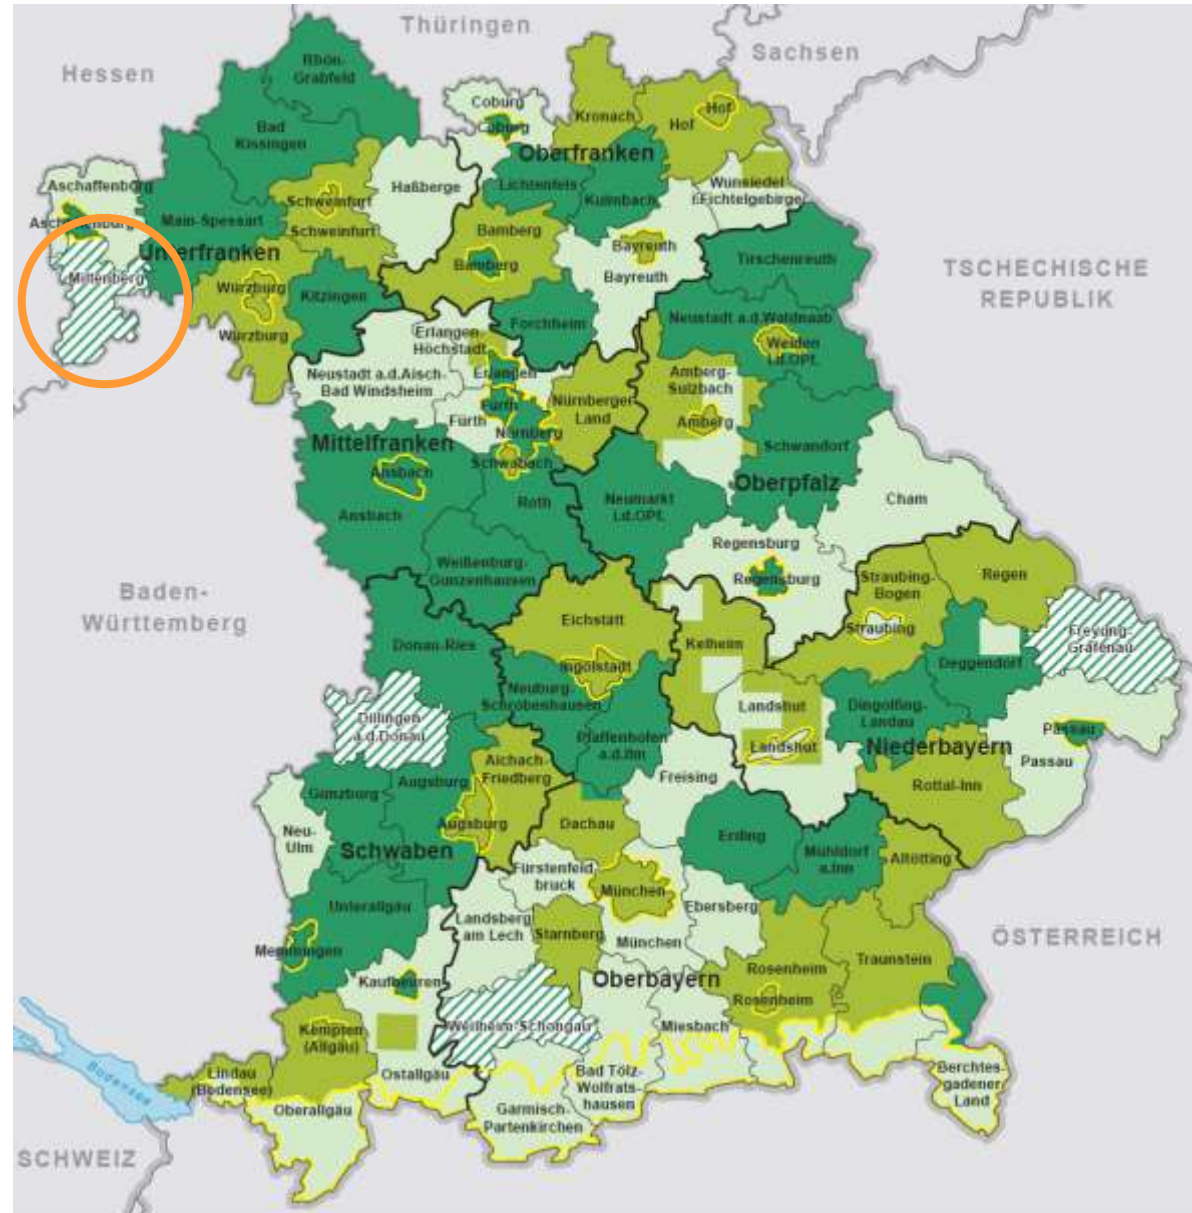 Thüringen
Sachsen
Hessen
Rhön-
Grabfeld
Coburg
Coburg
Kronach
Hof
Hof
Bad
Kissingen
Oberfranken
Lichtenfels
Kulmbach
Wunsiedel
i.Fichtelgebirge
Aschaffenburg
Aschaffenburg
Main-Spessart
Schweinfurt
Schweinfurt
Haßberge
Bamberg
Bamberg
Bayreuth
Bayreuth
Tirschenreuth
TSCHECHISCHE
REPUBLIK
Unterfranken
Miltenberg
Würzburg
Würzburg
Kitzingen
Forchheim
Neustadt a.d.Waldnaab
Weiden
i.d.OPf.
Erlangen-
Höchstadt
Erlangen
Neustadt a.d.Aisch-
Bad Windsheim
Fürth
Fürth
Nürnberg
Nürnberger
Land
Amberg-
Sulzbach
Amberg
Schwandorf
Mittelfranken
Schwabach
Ansbach
Ansbach
Roth
Neumarkt
i.d.OPf.
Oberpfalz
Cham
Regensburg
Regensburg
Weißenburg-
Gunzenhausen
Straubing-
Bogen
Straubing
Regen
Baden-
Württemberg
Eichstätt
Kelheim
Freyung-
Grafenau
Deggendorf
Donau-Ries
Ingolstadt
Neuburg-
Schrobenhausen
Pfaffenhofen
a.d.Ilm
Landshut
Landshut
Dingolfing-
Landau
Niederbayern
Passau
Passau
Dillingen
a.d.Donau
Aichach-
Friedberg
Freising
Rottal-Inn
Günzburg
Augsburg
Augsburg
Dachau
Erding
Mühldorf
a.Inn
Altötting
Neu-
Ulm
Schwaben
Fürstenfeld-
bruck
München
München
Ebersberg
Unterallgäu
Landsberg
am Lech
Starnberg
Memmingen
ÖSTERREICH
Kaufbeuren
Oberbayern
Rosenheim
Rosenheim
Traunstein
Weilheim-Schongau
Miesbach
Kempten
(Allgäu)
Lindau
(Bodensee)
Bodensee
Ostallgäu
Oberallgäu
Bad Tölz-
Wolfrats-
hausen
Garmisch-
Partenkirchen
Berchtes-
gadener
Land
SCHWEIZ